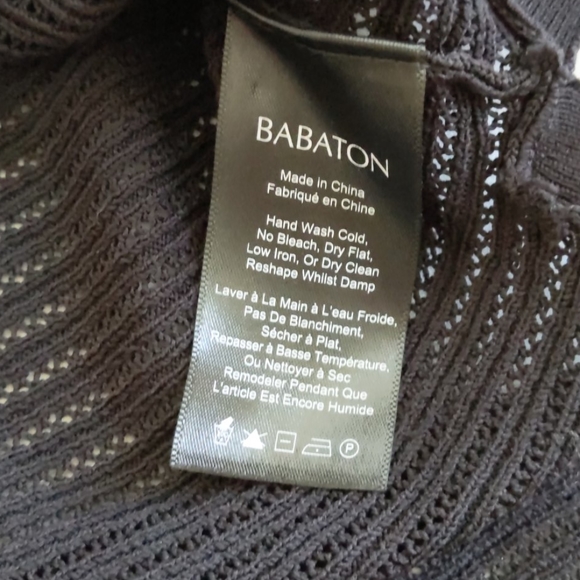 BABATON
Made in China
Fabriqué en Chine
Hand Wash Cold,
No Bleach, Dry Flat,
Low Iron, Or Dry Clean
Reshape Whilst Damp
Laver à La Main à L'eau Froide,
Pas De Blanchiment,
Sécher à Plat,
Repasser à Basse Température,
Ou Nettoyer à Sec
Remodeler Pendant Que
L'article Est Encore Humide
P